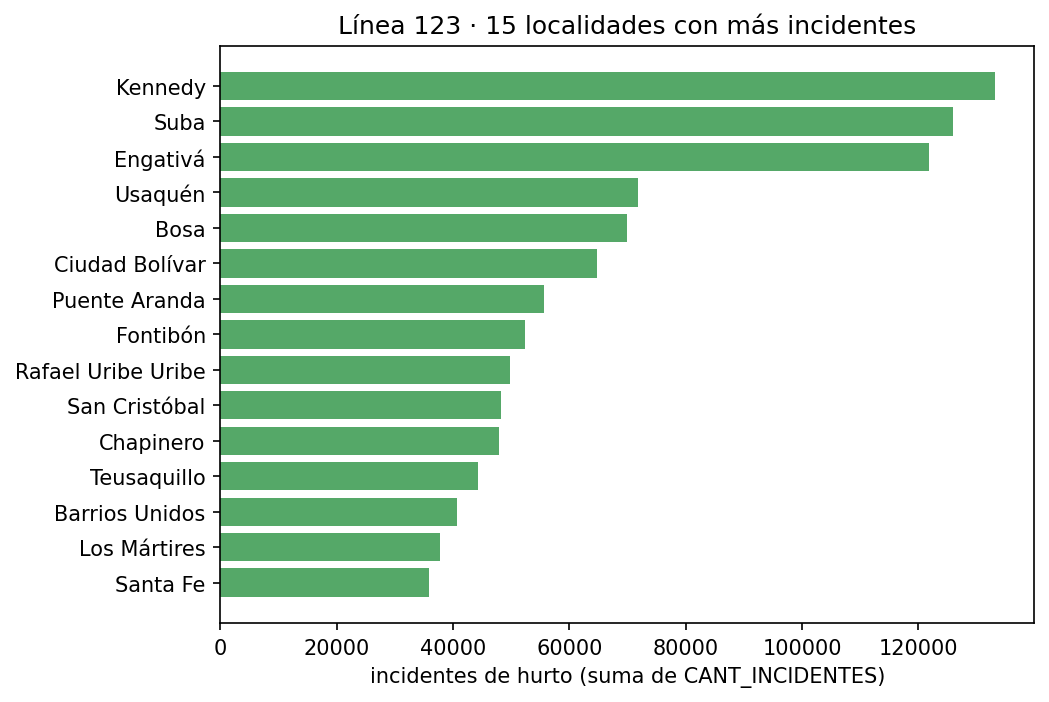 Línea 123 · 15 localidades con más incidentes
Kennedy
Suba
Engativá
Usaquén
Bosa
Ciudad Bolívar
Puente Aranda
Fontibón
Rafael Uribe Uribe
San Cristóbal
Chapinero
Teusaquillo
Barrios Unidos
Los Mártires
Santa Fe
0 20000 40000 60000 80000 100000 120000
incidentes de hurto (suma de CANT_INCIDENTES)